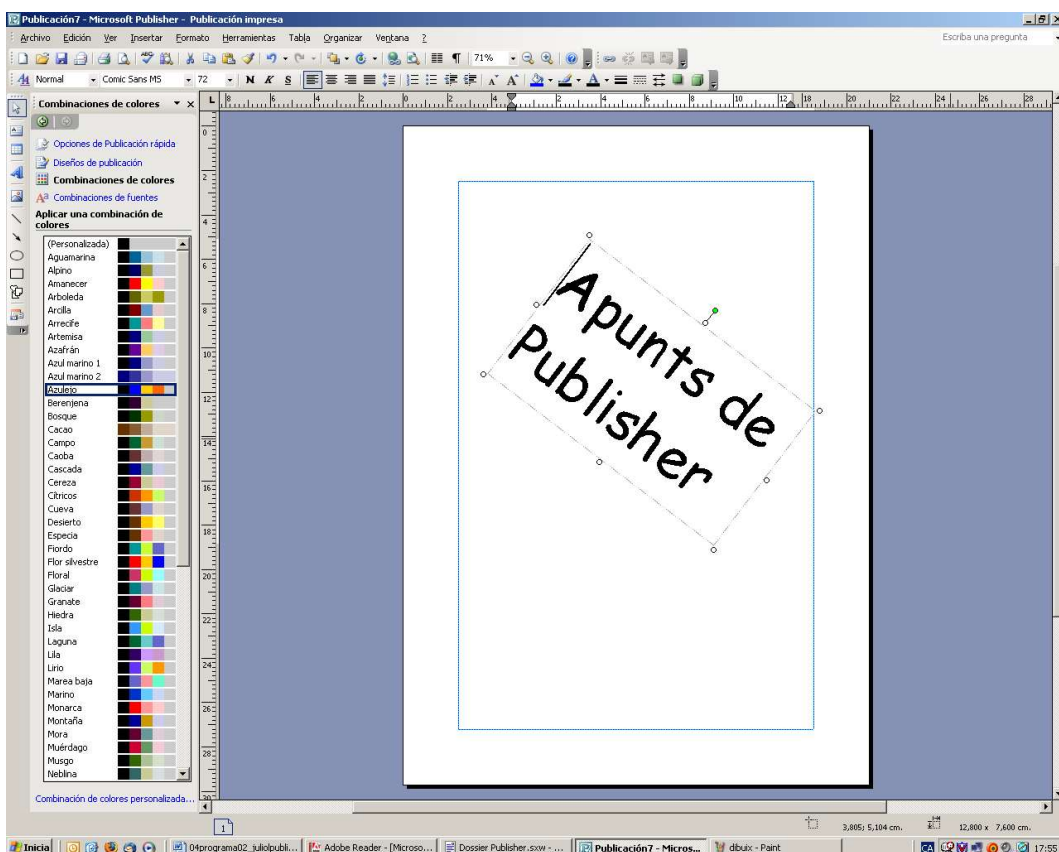 Publicación7 - Microsoft Publisher - Publicación impresa
Archivo Edición Ver Insertar Formato Herramientas Tabla Organizar Ventana ?
Escriba una pregunta
71%
Normal Comic Sans MS 72 N K S
Combinaciones de colores
Opciones de Publicación rápida
Diseños de publicación
Combinaciones de colores
Combinaciones de fuentes
Aplicar una combinación de
colores
(Personalizada)
Aguamarina
Alpino
Amanecer
Arboleda
Arcilla
Arrecife
Artemisa
Azafrán
Azul marino 1
Azul marino 2
Azulejo
Berenjena
Bosque
Cacao
Campo
Caoba
Cascada
Cereza
Cítricos
Cueva
Desierto
Especia
Fiordo
Flor silvestre
Floral
Glaciar
Granate
Hiedra
Isla
Laguna
Lila
Lirio
Marea baja
Marino
Monarca
Montaña
Mora
Muérdago
Musgo
Neblina
Combinación de colores personalizada...
Apunts de
Publisher
1
3,805; 5,104 cm.
12,800 x 7,600 cm.
Inicio
04programa02_juliolpubli...
Adobe Reader - [Microso...
Dossier Publisher.sxw - ...
Publicación7 - Micros...
dibuix - Paint
CA
17:55